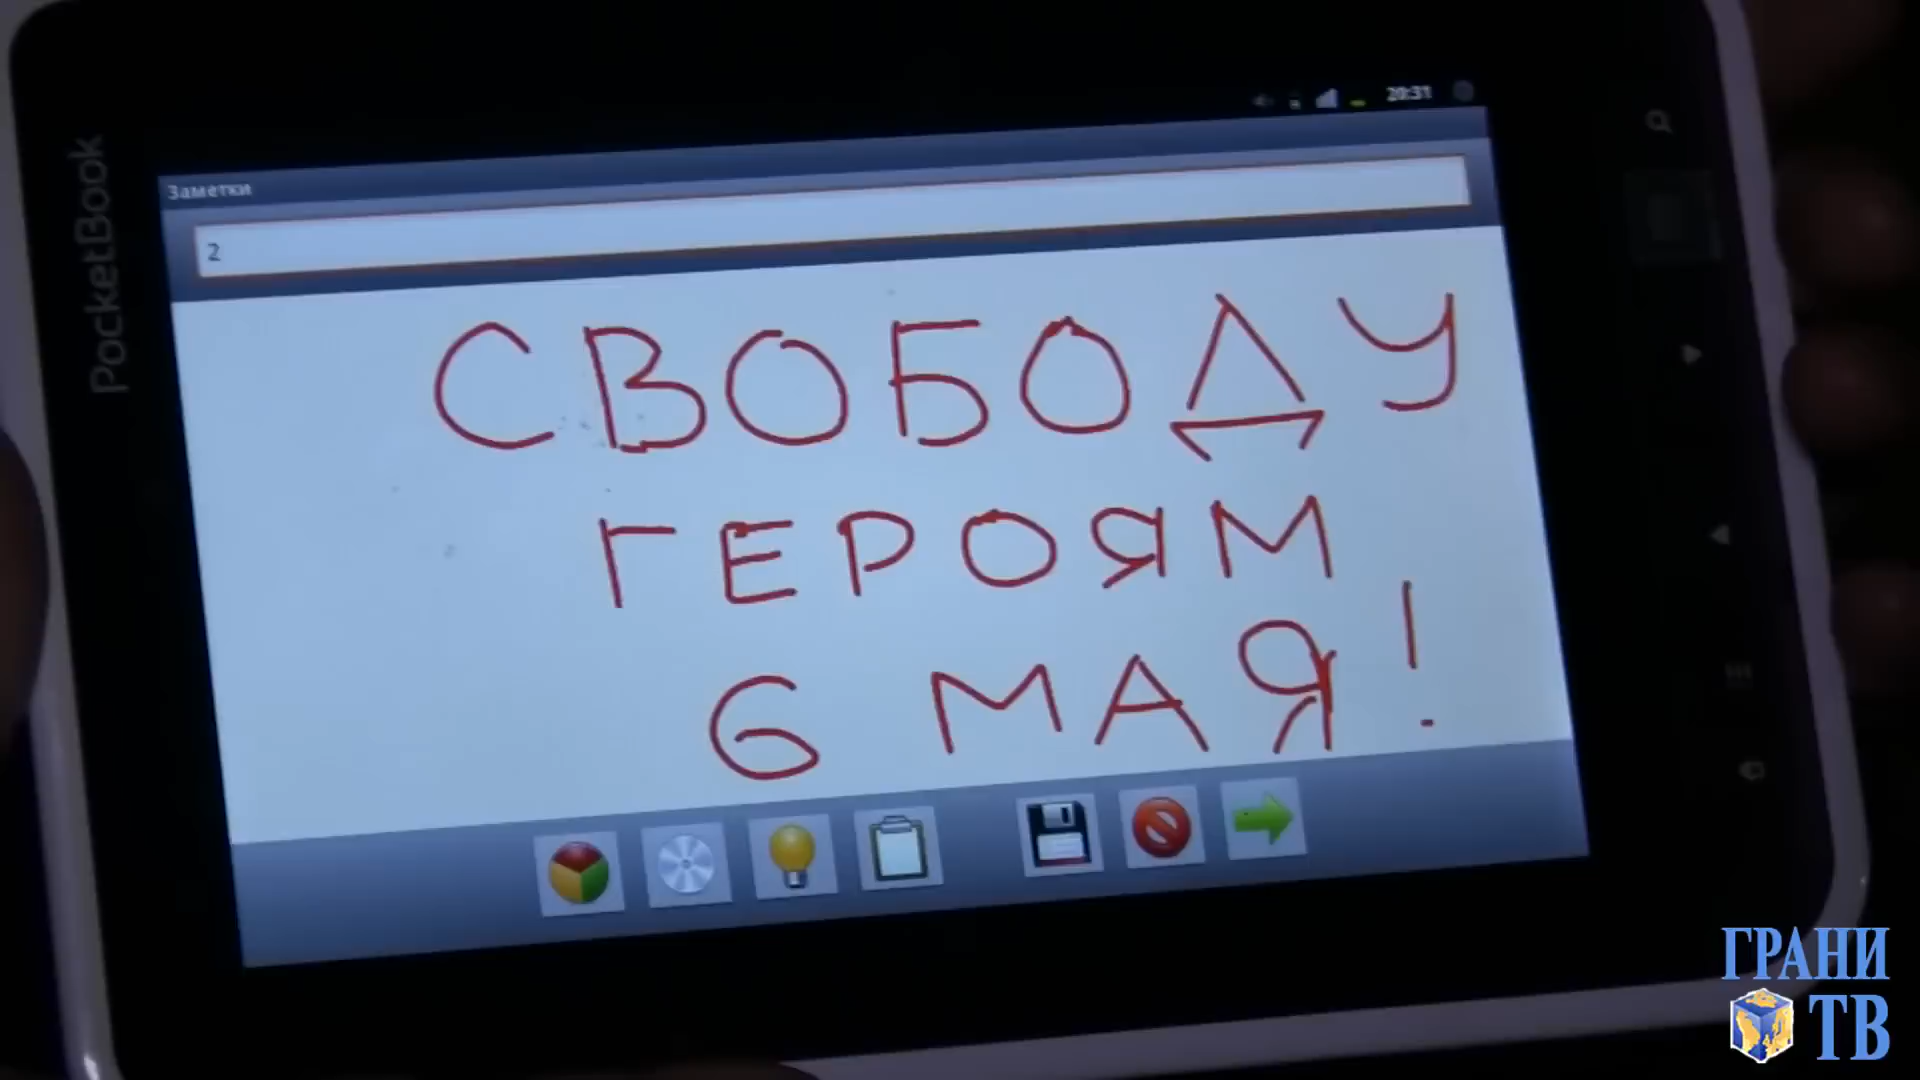 PocketBook
20:31
Заметки
2
СВОБОДУ
ГЕРОЯМ
6 МАЯ!
ГРАНИ
ТВ